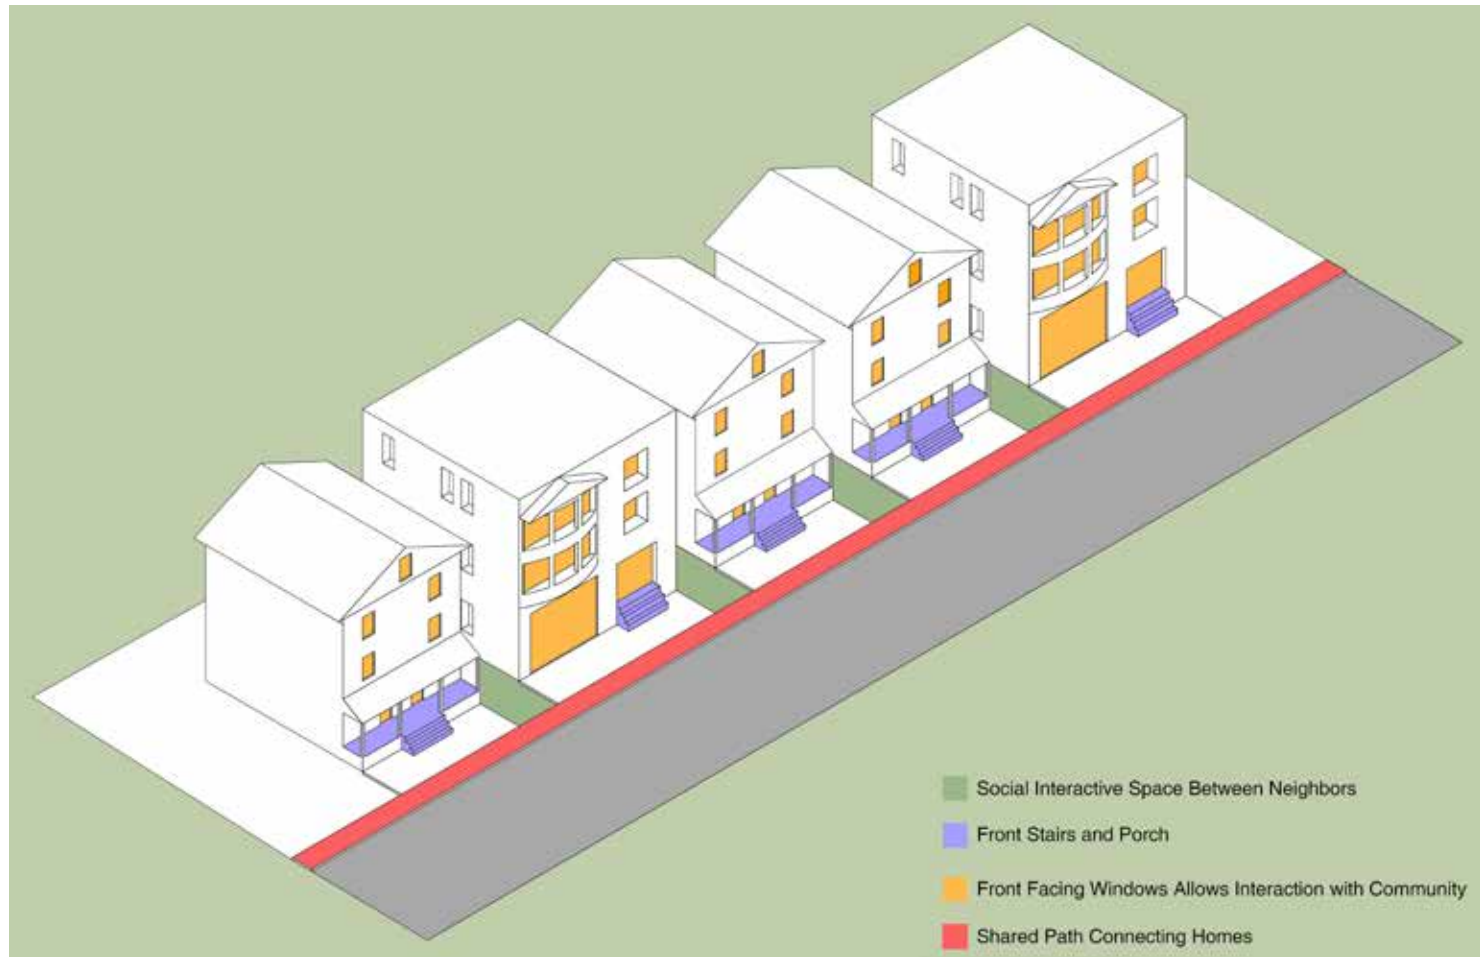 Social Interactive Space Between Neighbors
Front Stairs and Porch
Front Facing Windows Allows Interaction with Community
Shared Path Connecting Homes